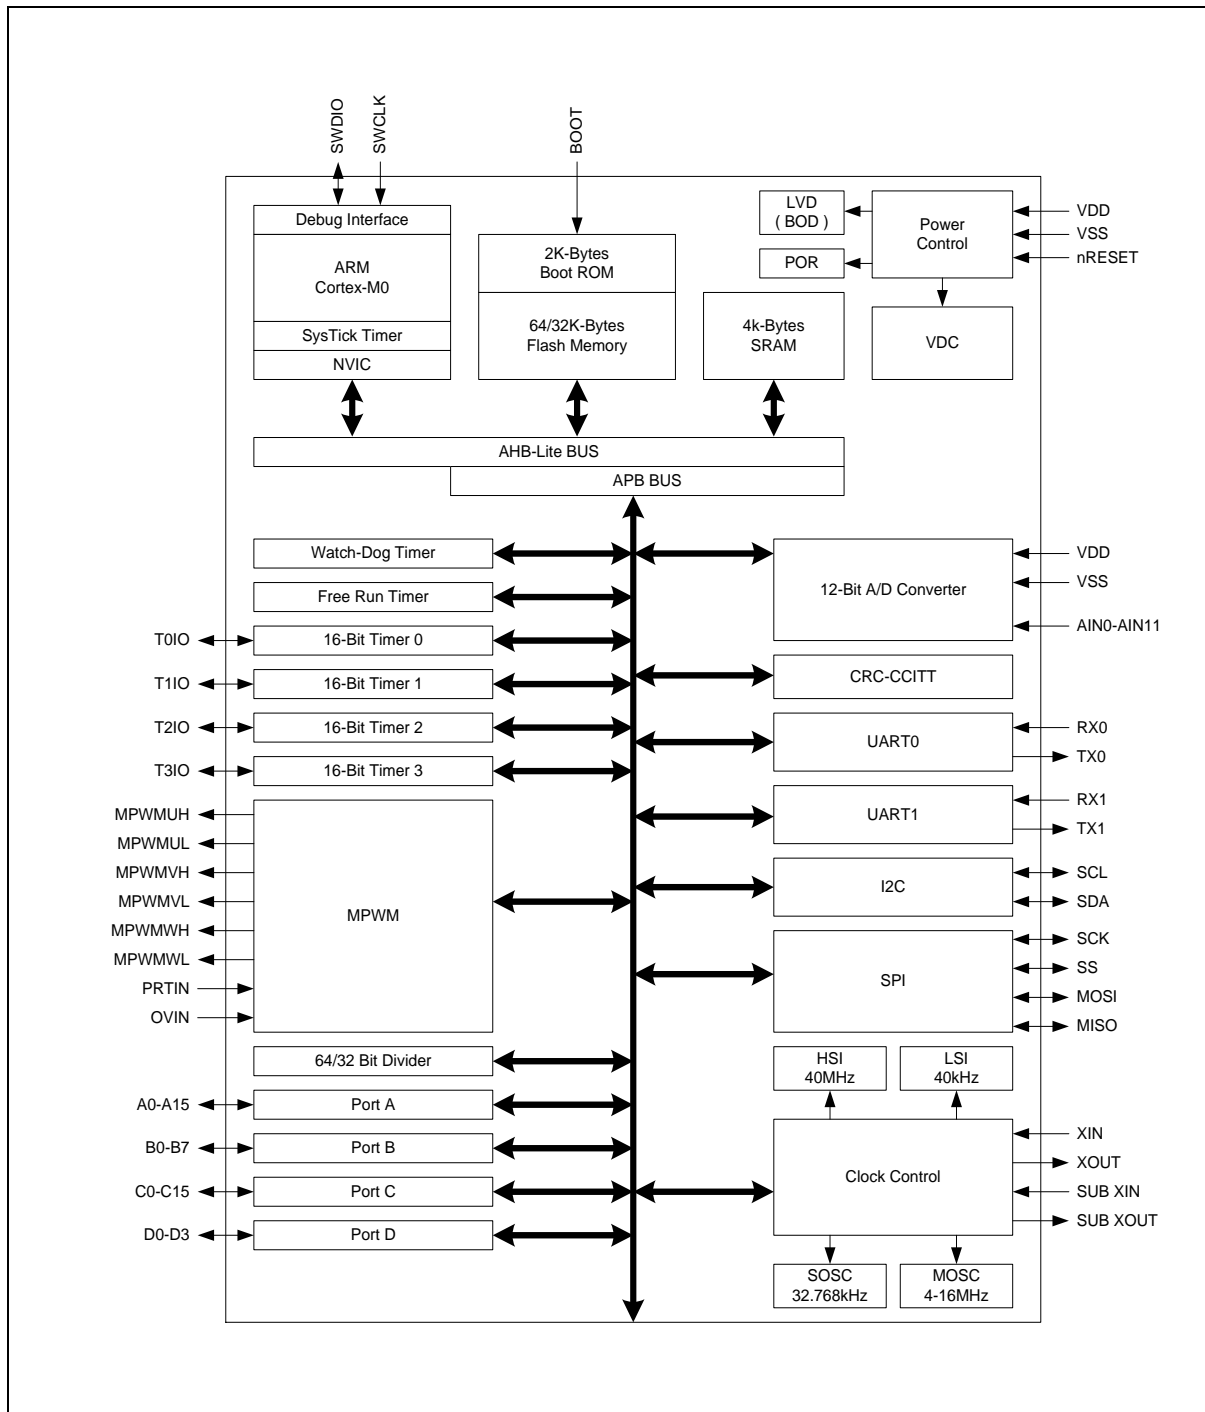 SWDIO
SWCLK
BOOT
Debug Interface
ARM
Cortex-M0
SysTick Timer
NVIC
2K-Bytes
Boot ROM
64/32K-Bytes
Flash Memory
4k-Bytes
SRAM
LVD
( BOD )
POR
Power
Control
VDC
VDD
VSS
nRESET
AHB-Lite BUS
APB BUS
Watch-Dog Timer
Free Run Timer
T0IO
16-Bit Timer 0
T1IO
16-Bit Timer 1
T2IO
16-Bit Timer 2
T3IO
16-Bit Timer 3
MPWMUH
MPWMUL
MPWMVH
MPWMVL
MPWMWH
MPWMWL
PRTIN
OVIN
MPWM
64/32 Bit Divider
A0-A15
Port A
B0-B7
Port B
C0-C15
Port C
D0-D3
Port D
12-Bit A/D Converter
VDD
VSS
AIN0-AIN11
CRC-CCITT
UART0
RX0
TX0
UART1
RX1
TX1
I2C
SCL
SDA
SPI
SCK
SS
MOSI
MISO
HSI
40MHz
LSI
40kHz
Clock Control
XIN
XOUT
SUB XIN
SUB XOUT
SOSC
32.768kHz
MOSC
4-16MHz